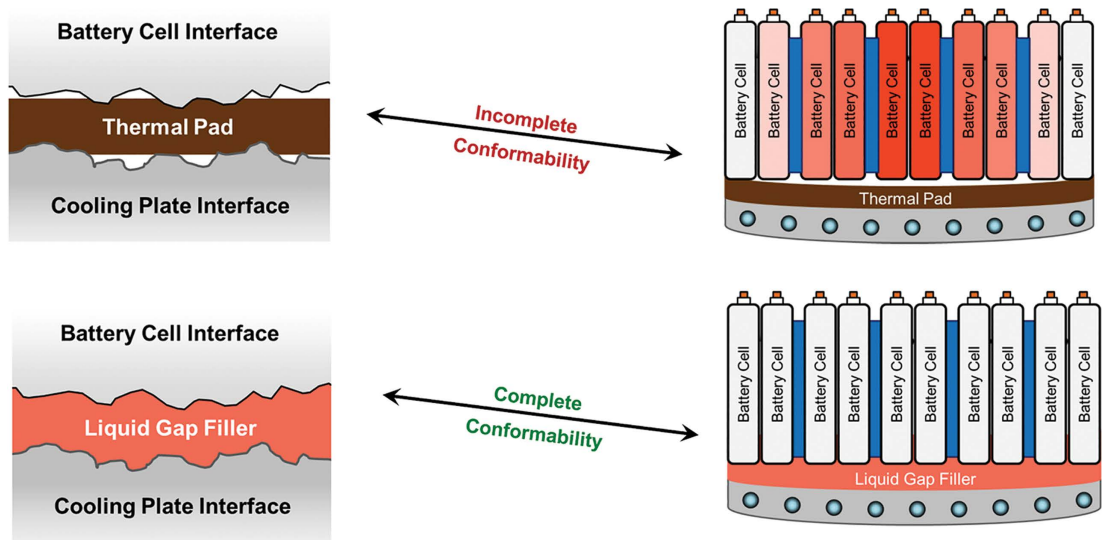 Battery Cell Interface
Thermal Pad
Cooling Plate Interface
Incomplete
Conformability
Battery Cell
Battery Cell
Battery Cell
Battery Cell
Battery Cell
Battery Cell
Battery Cell
Battery Cell
Battery Cell
Battery Cell
Thermal Pad
Battery Cell Interface
Liquid Gap Filler
Cooling Plate Interface
Complete
Conformability
Battery Cell
Battery Cell
Battery Cell
Battery Cell
Battery Cell
Battery Cell
Battery Cell
Battery Cell
Battery Cell
Battery Cell
Liquid Gap Filler